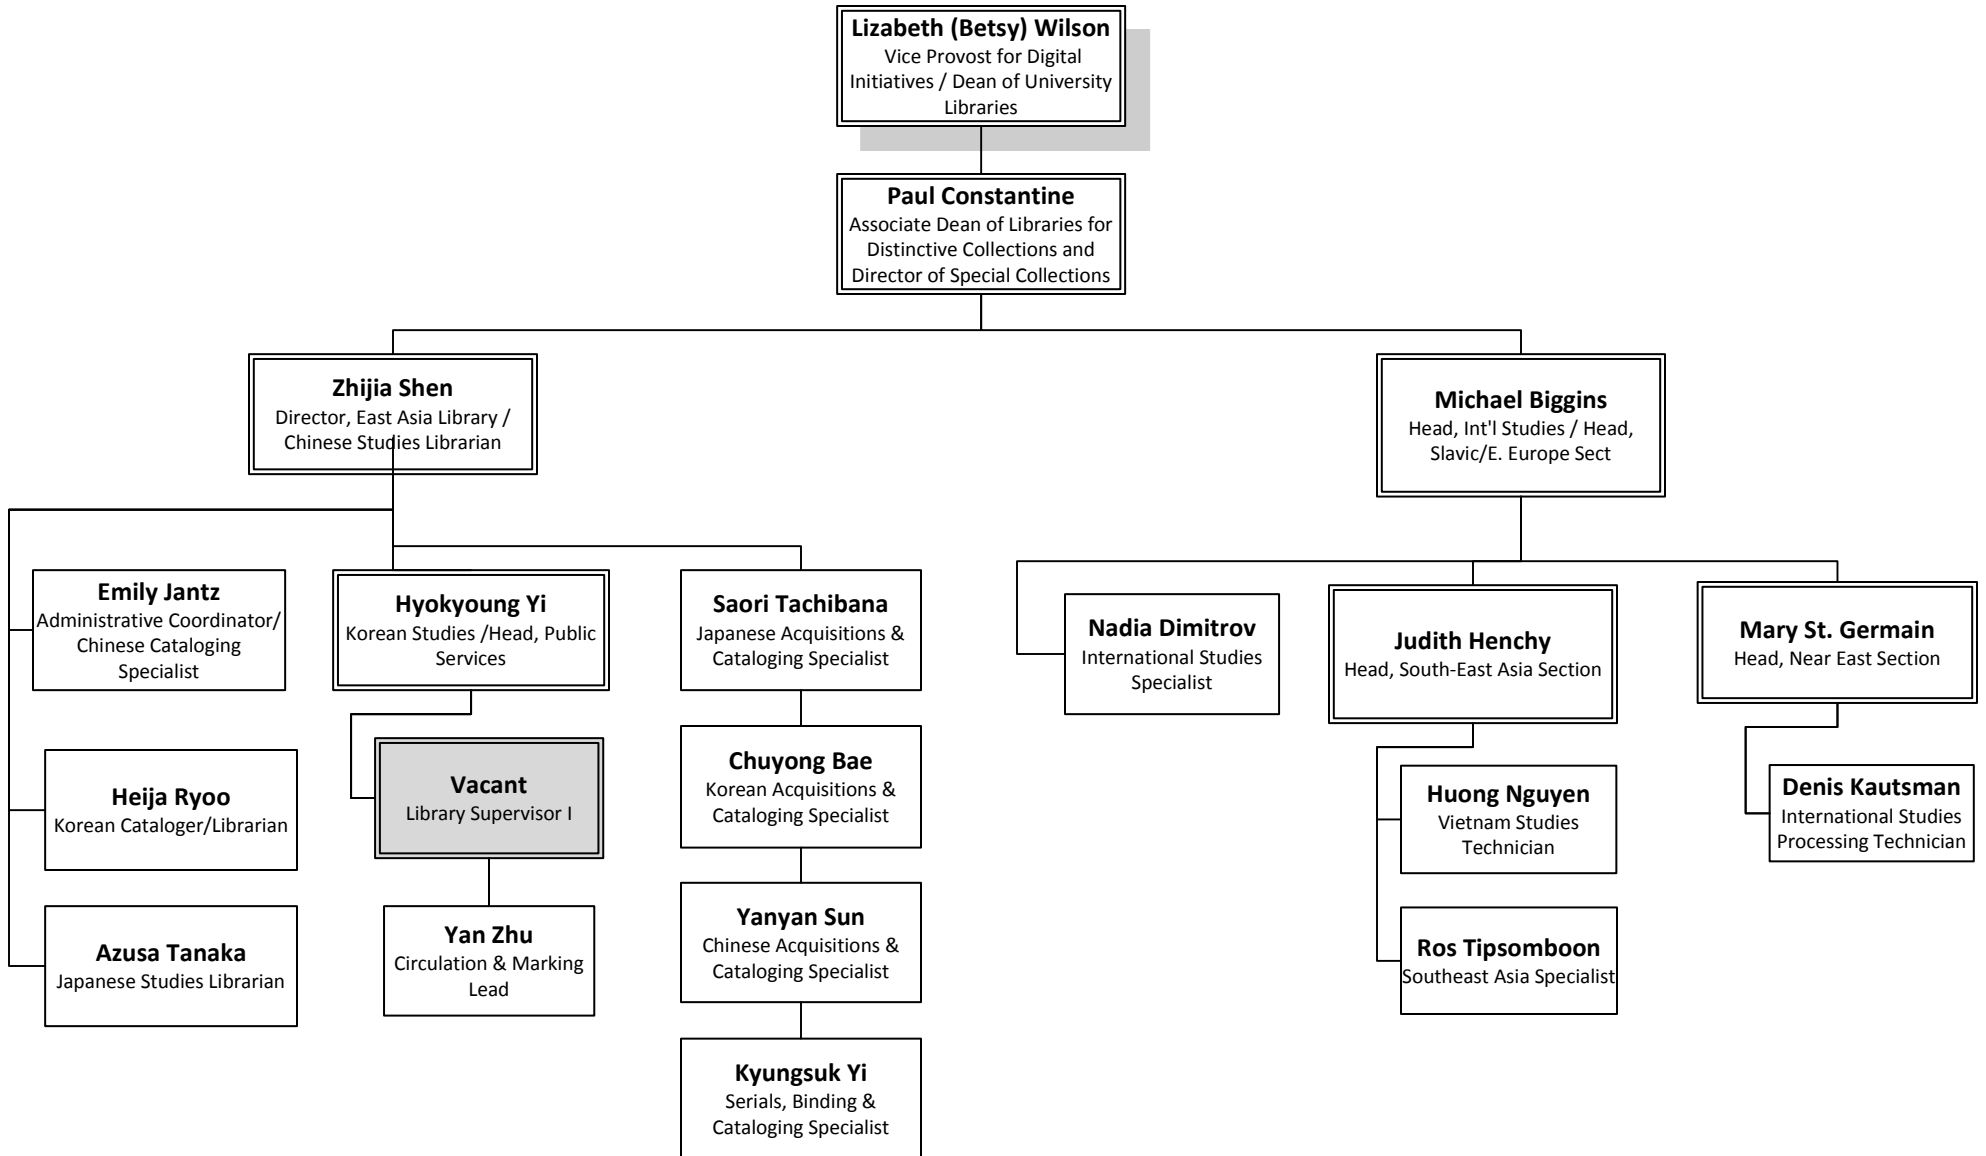 Lizabeth (Betsy) Wilson
Vice Provost for Digital
Initiatives / Dean of University
Libraries
Paul Constantine
Associate Dean of Libraries for
Distinctive Collections and
Director of Special Collections
Zhijia Shen
Director, East Asia Library /
Chinese Studies Librarian
Michael Biggins
Head, Int'l Studies / Head,
Slavic/E. Europe Sect
Emily Jantz
Administrative Coordinator/
Chinese Cataloging
Specialist
Heija Ryoo
Korean Cataloger/Librarian
Azusa Tanaka
Japanese Studies Librarian
Hyokyoung Yi
Korean Studies /Head, Public
Services
Vacant
Library Supervisor I
Yan Zhu
Circulation & Marking
Lead
Saori Tachibana
Japanese Acquisitions &
Cataloging Specialist
Chuyong Bae
Korean Acquisitions &
Cataloging Specialist
Yanyan Sun
Chinese Acquisitions &
Cataloging Specialist
Kyungsuk Yi
Serials, Binding &
Cataloging Specialist
Nadia Dimitrov
International Studies
Specialist
Judith Henchy
Head, South-East Asia Section
Huong Nguyen
Vietnam Studies
Technician
Ros Tipsomboon
Southeast Asia Specialist
Mary St. Germain
Head, Near East Section
Denis Kautsman
International Studies
Processing Technician